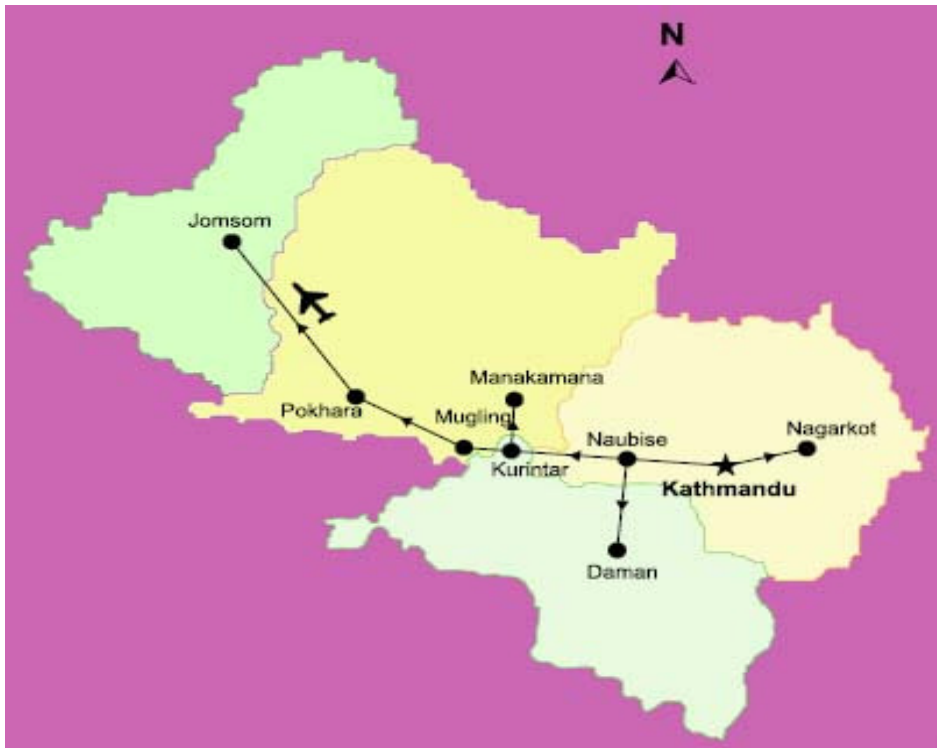 N
Jomsom
Manakamana
Pokhara
Mugling
Naubise
Nagarkot
Kurintar
Kathmandu
Daman